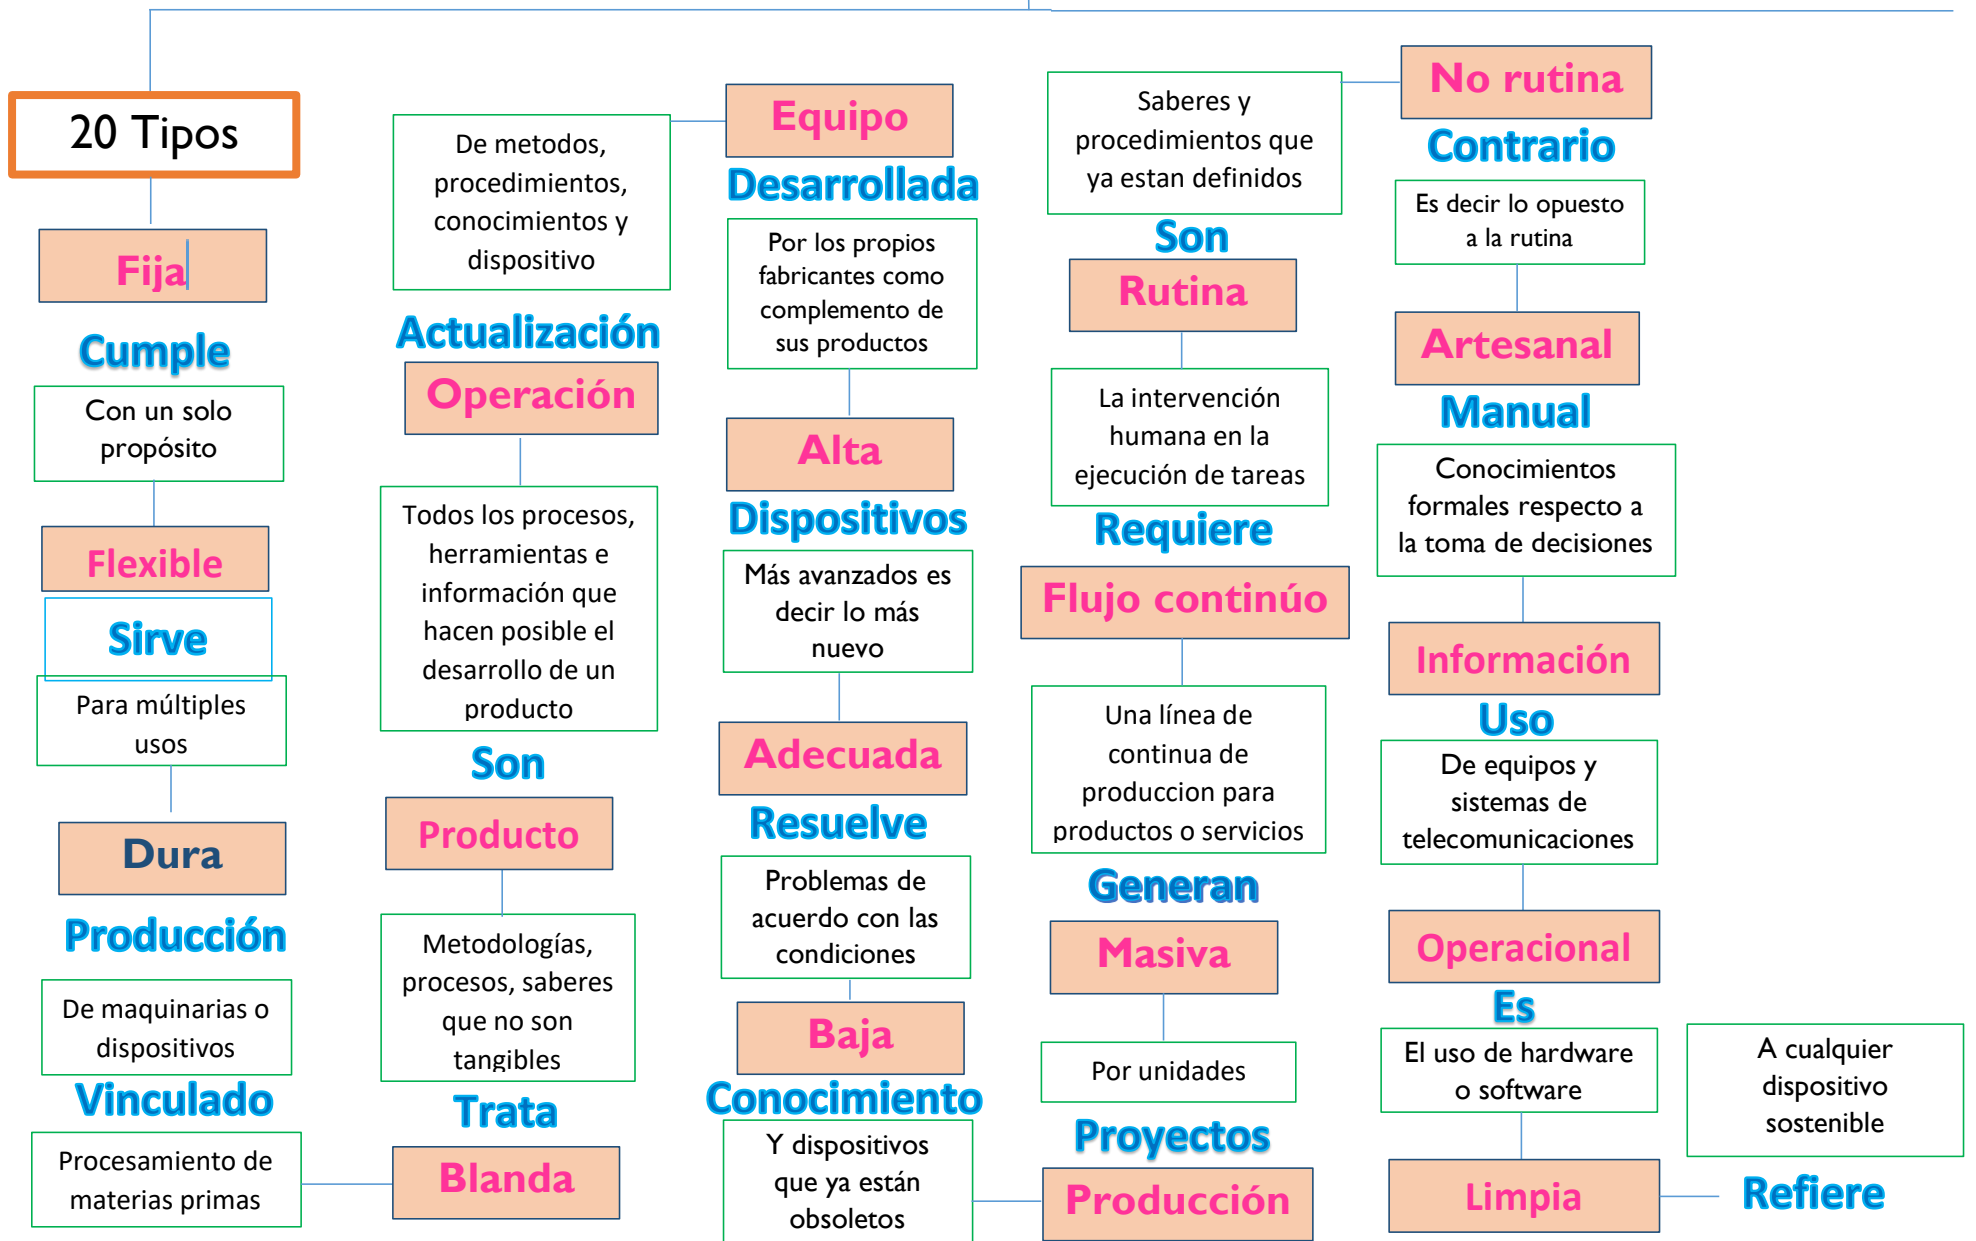 20 Tipos
Fija
Cumple
Con un solo
propósito
Flexible
Sirve
Para múltiples
usos
Dura
Producción
De maquinarias o
dispositivos
Vinculado
Procesamiento de
materias primas
De metodos,
procedimientos,
conocimientos y
dispositivo
Actualización
Operación
Todos los procesos,
herramientas e
información que
hacen posible el
desarrollo de un
producto
Son
Producto
Metodologías,
procesos, saberes
que no son
tangibles
Trata
Blanda
Equipo
Desarrollada
Por los propios
fabricantes como
complemento de
sus productos
Alta
Dispositivos
Más avanzados es
decir lo más
nuevo
Adecuada
Resuelve
Problemas de
acuerdo con las
condiciones
Baja
Conocimiento
Y dispositivos
que ya están
obsoletos
Saberes y
procedimientos que
ya estan definidos
Son
Rutina
La intervención
humana en la
ejecución de tareas
Requiere
Flujo continúo
Una línea de
continua de
produccion para
productos o servicios
Generan
Masiva
Por unidades
Proyectos
Producción
No rutina
Contrario
Es decir lo opuesto
a la rutina
Artesanal
Manual
Conocimientos
formales respecto a
la toma de decisiones
Información
Uso
De equipos y
sistemas de
telecomunicaciones
Operacional
Es
El uso de hardware
o software
Limpia
A cualquier
dispositivo
sostenible
Refiere